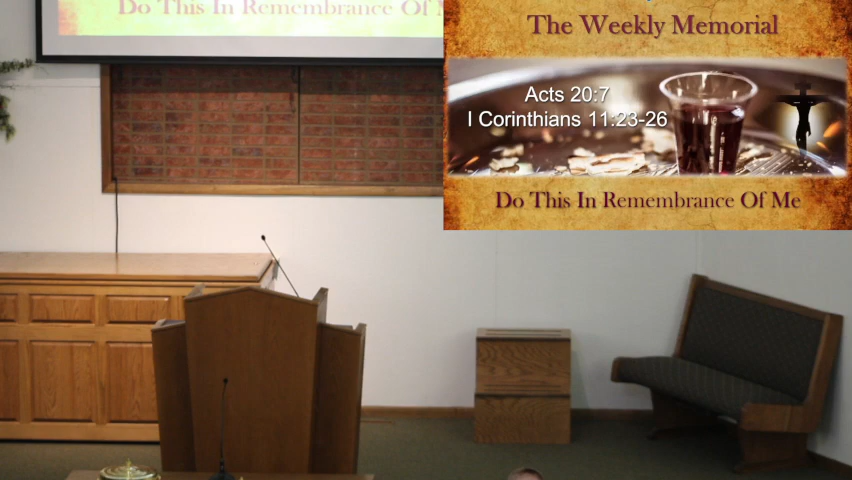 Do This In Remembrance Of
The Weekly Memorial
Acts 20:7
I Corinthians 11:23-26
Do This In Remembrance Of Me